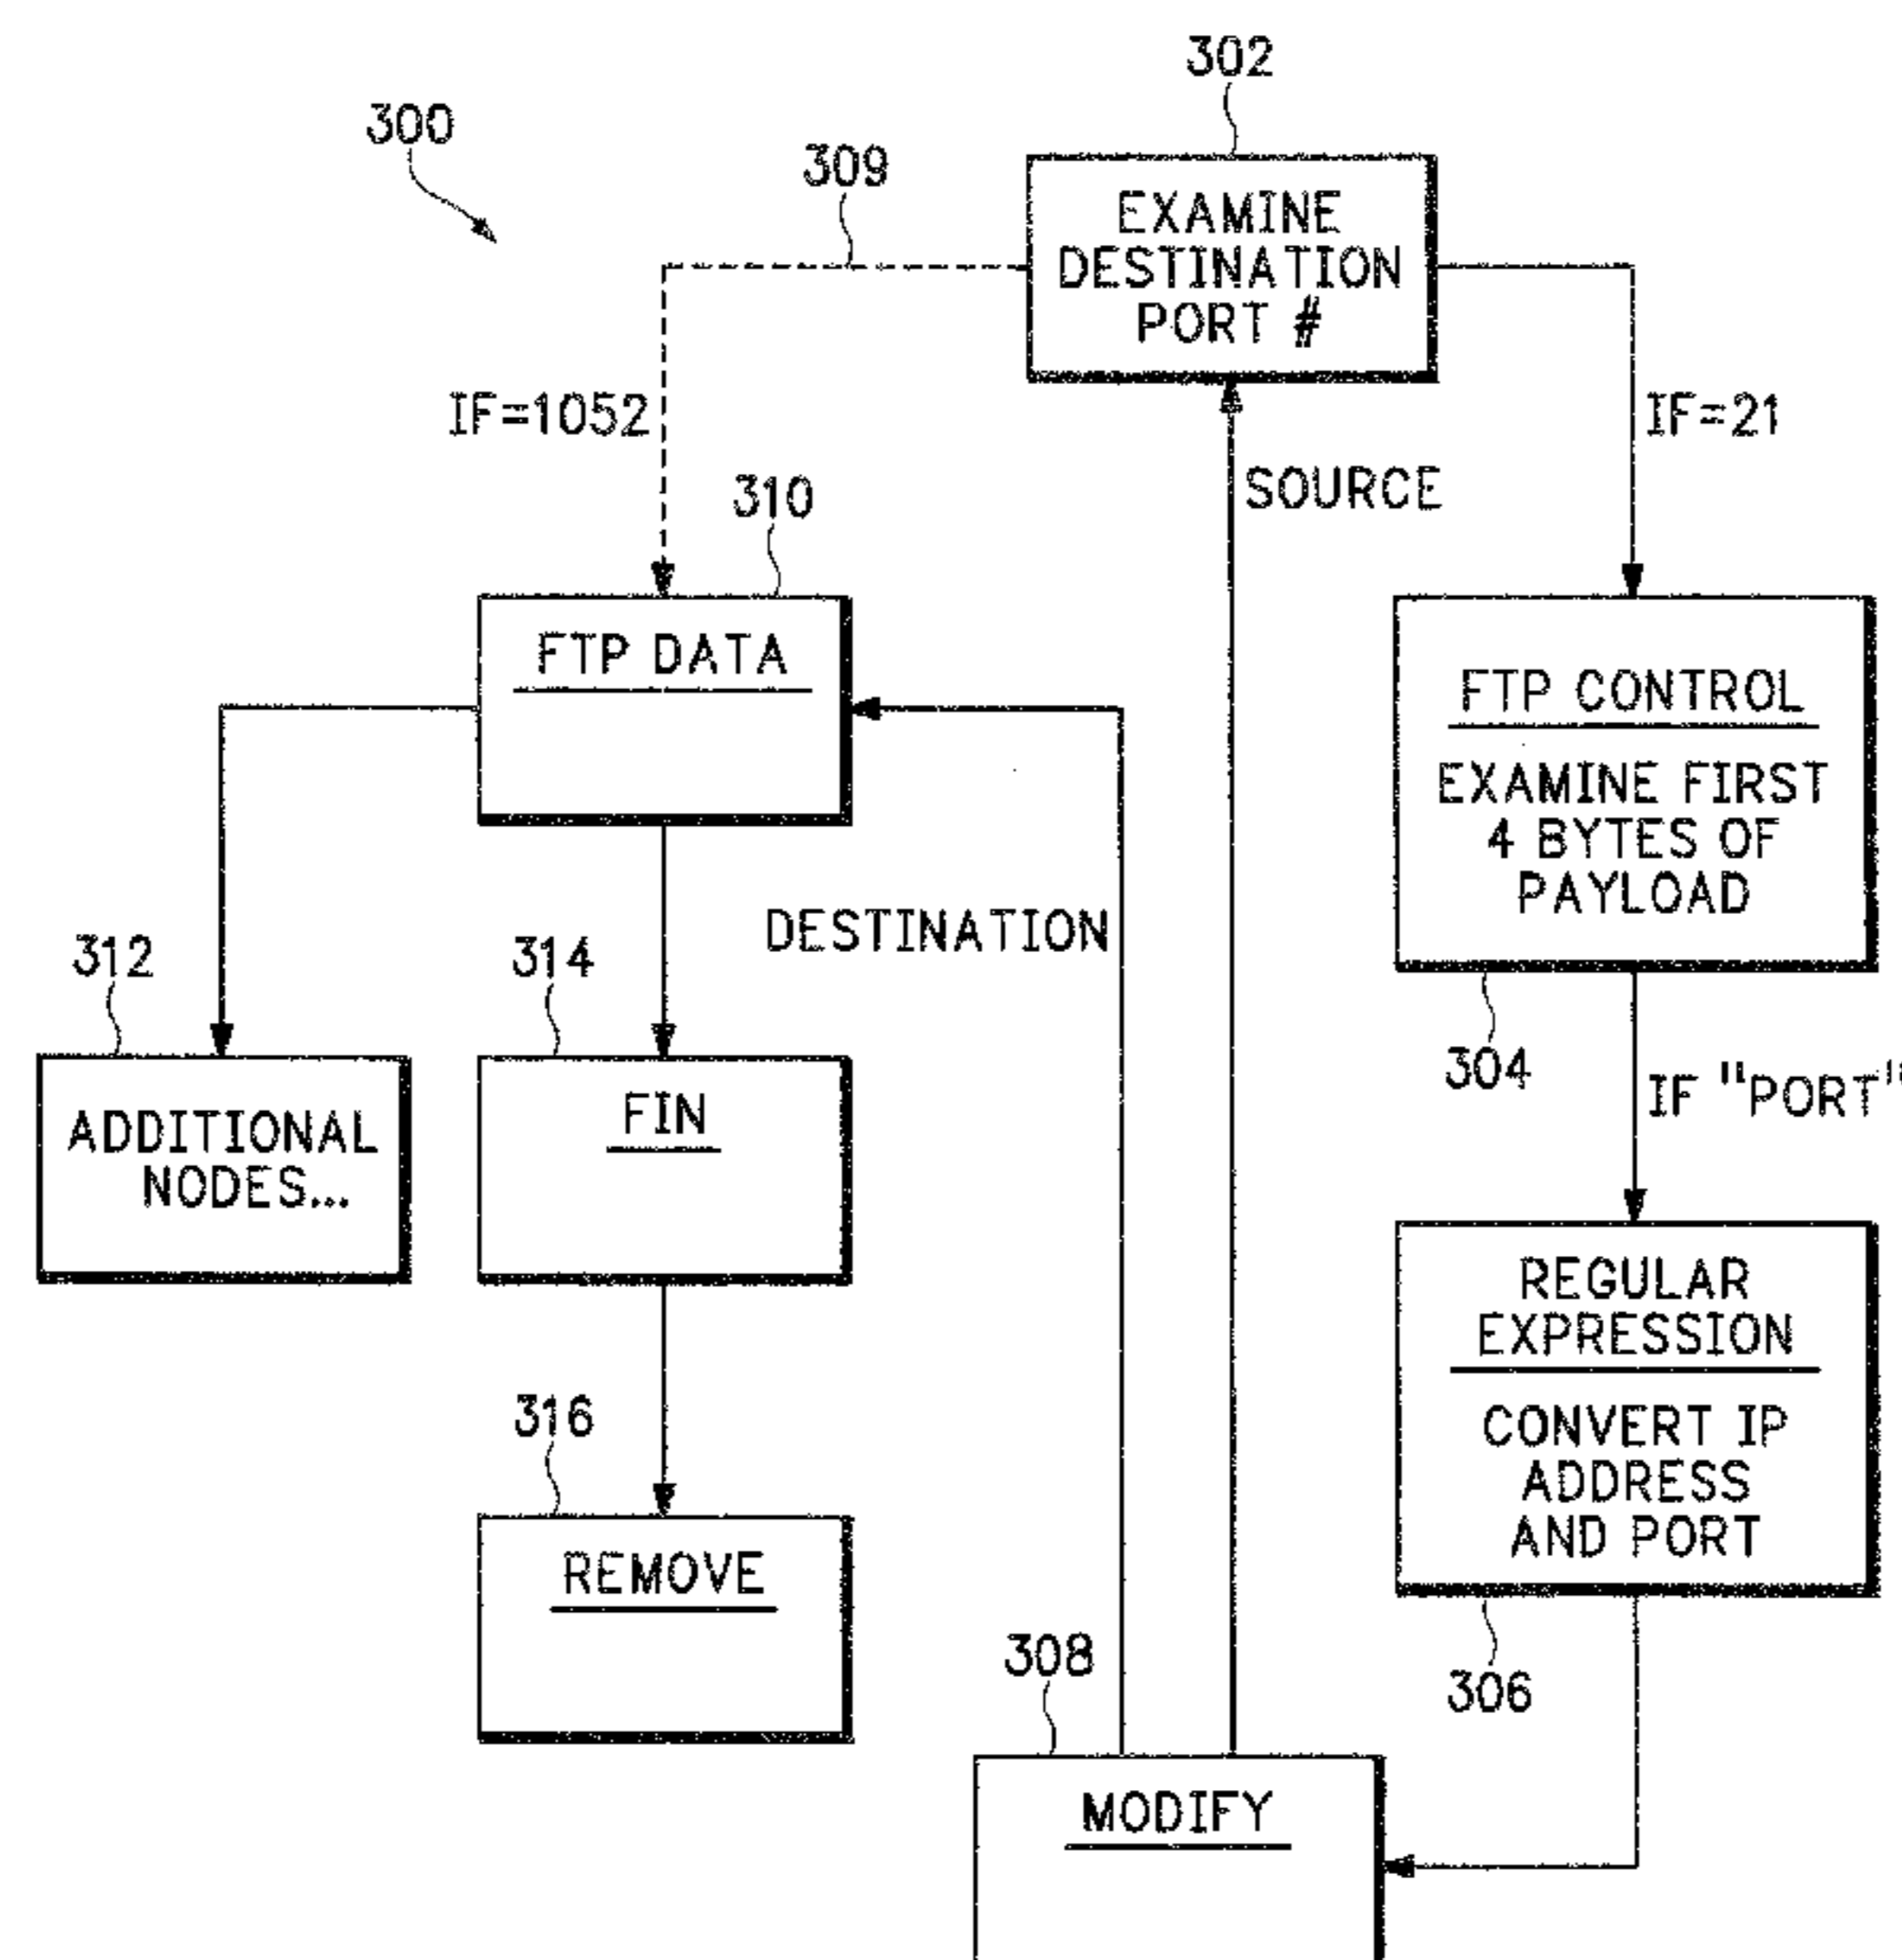 302
300
309
EXAMINE
DESTINATION
PORT #
IF=1052
IF=21
SOURCE
310
FTP DATA
FTP CONTROL
EXAMINE FIRST
4 BYTES OF
PAYLOAD
DESTINATION
312
314
304
IF "PORT"
ADDITIONAL
NODES...
FIN
REGULAR
EXPRESSION
CONVERT IP
ADDRESS
AND PORT
316
REMOVE
308
306
MODIFY